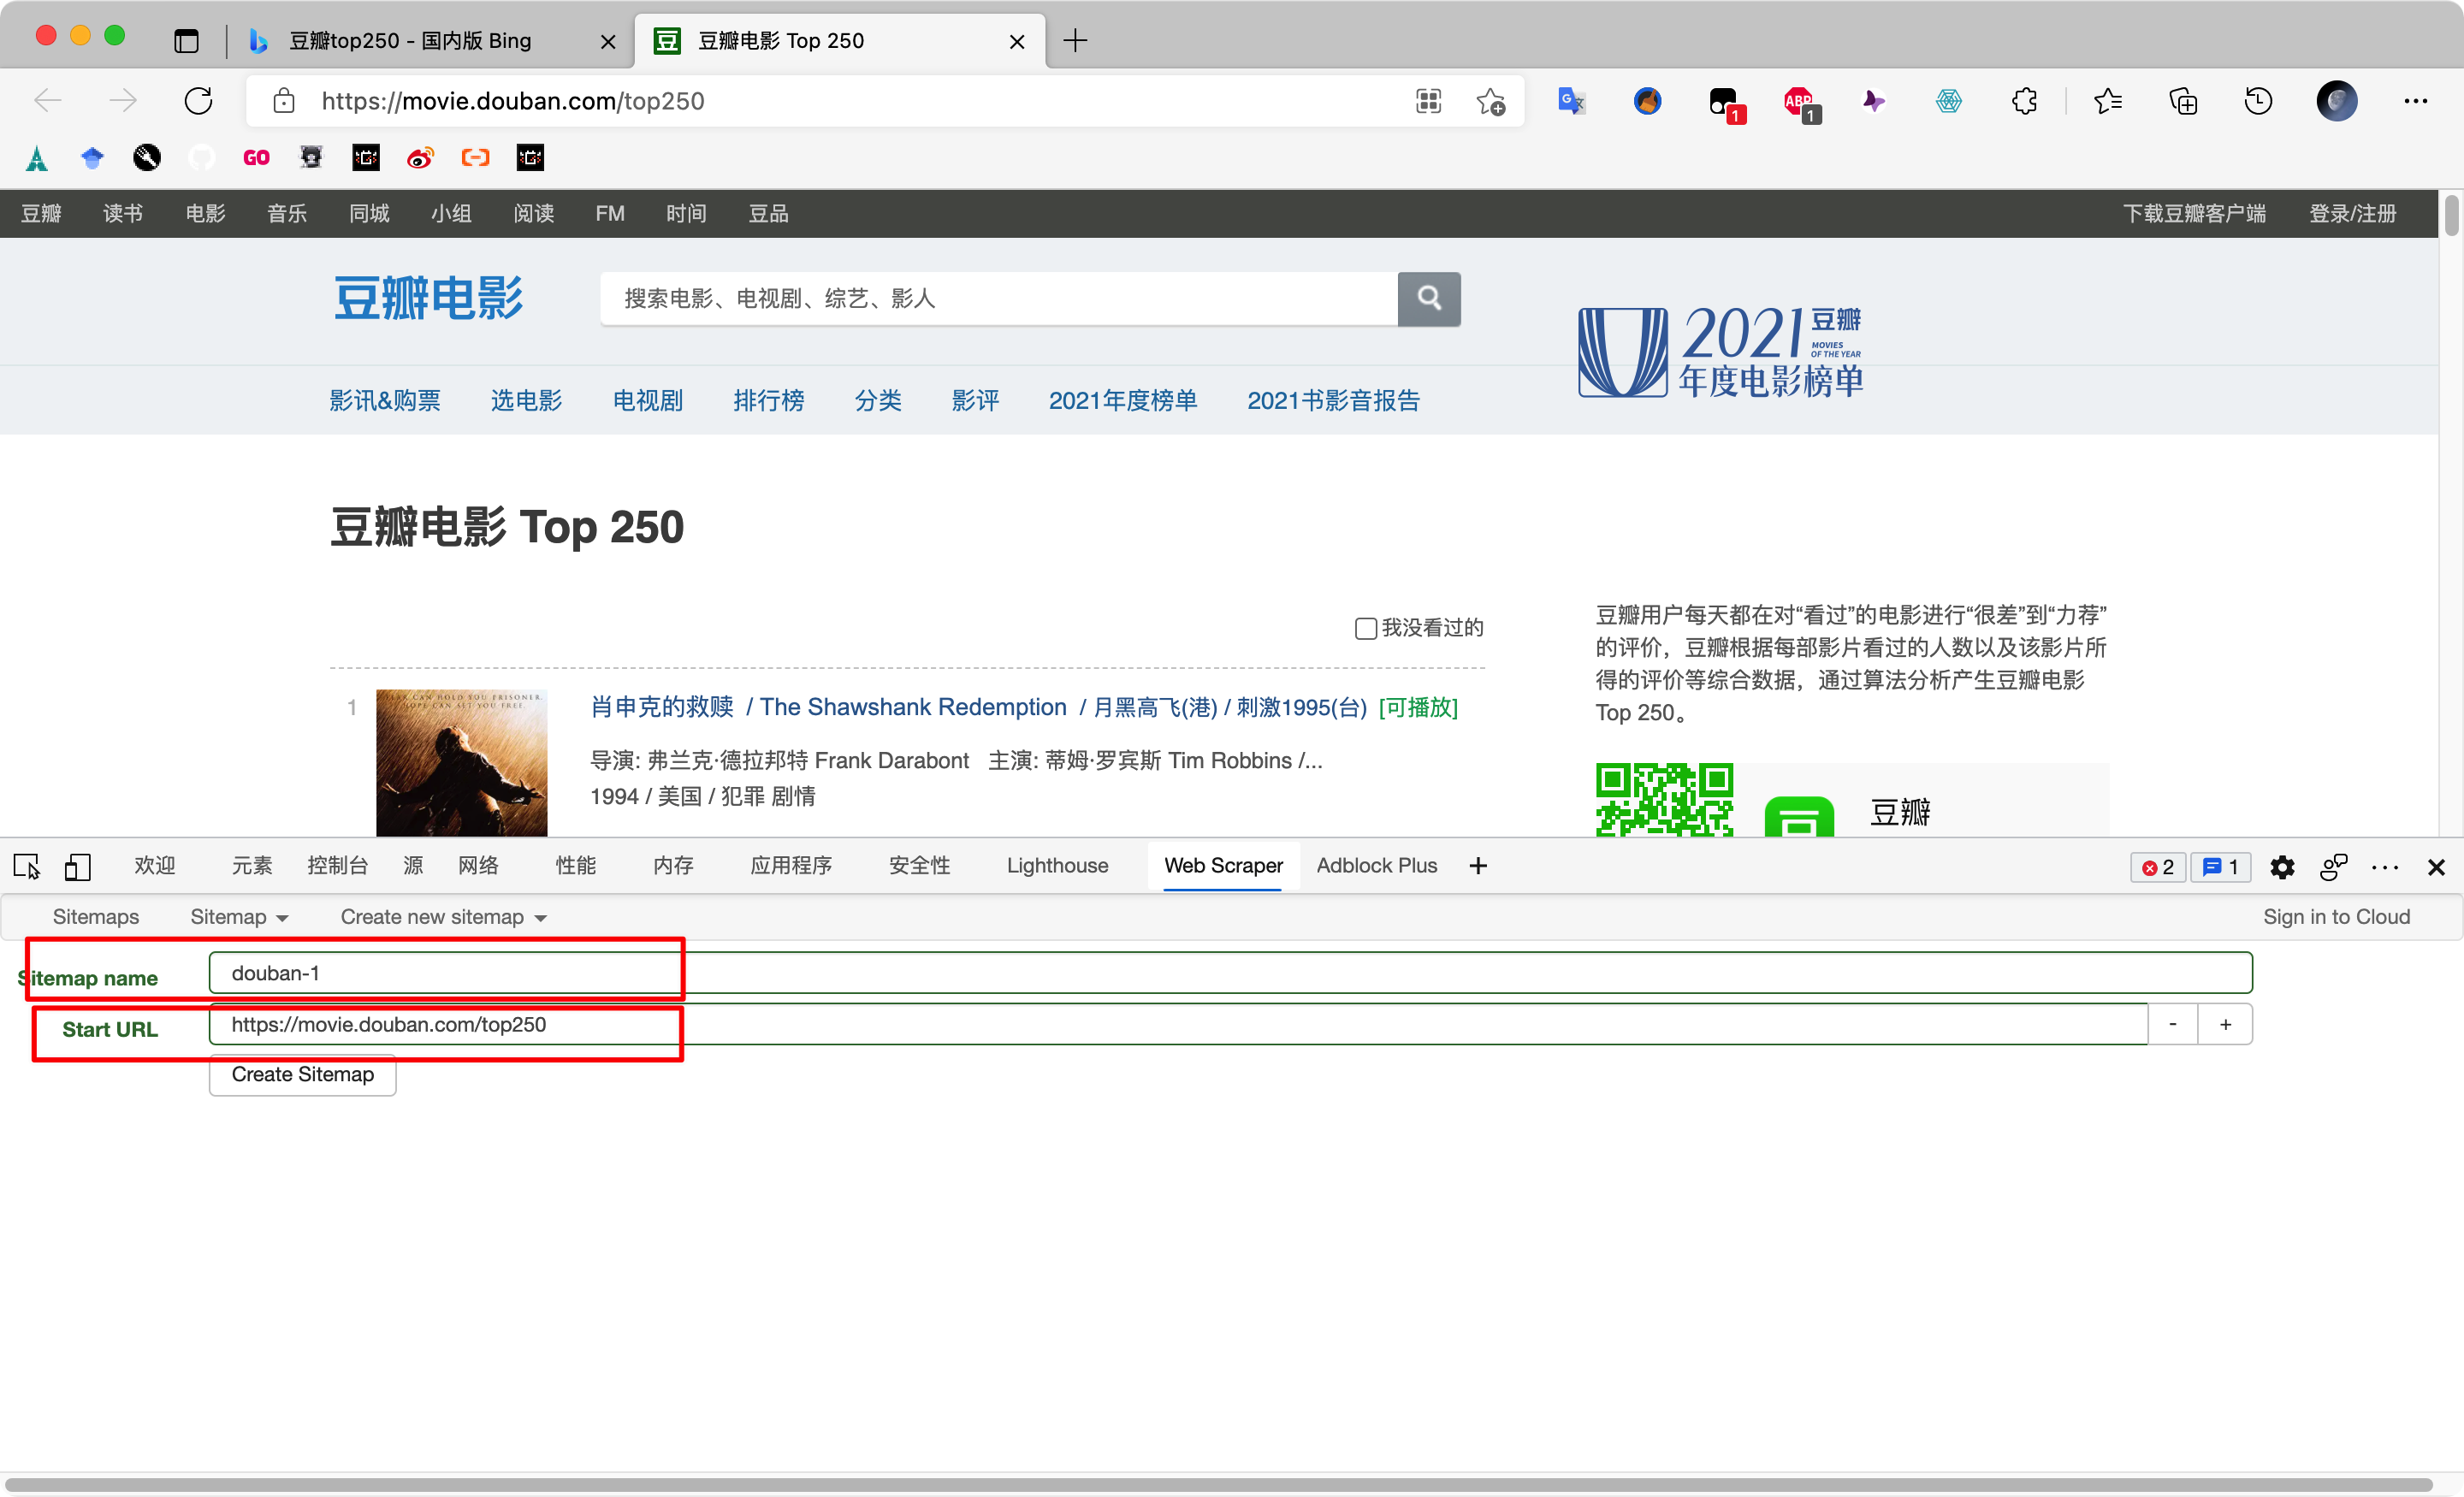 豆瓣top250 - 国内版 Bing
豆瓣电影 Top 250
https://movie.douban.com/top250
1
ABP 1
GO
豆瓣 读书 电影 音乐 同城 小组 阅读 FM 时间 豆品 下载豆瓣客户端 登录/注册
豆瓣电影
搜索电影、电视剧、综艺、影人
2021 豆瓣
MOVIES
OF THE YEAR
年度电影榜单
影讯&购票 选电影 电视剧 排行榜 分类 影评 2021年度榜单 2021书影音报告
豆瓣电影 Top 250
我没看过的
1
FEAR CAN HOLD YOU PRISONER.
HOPE CAN SET YOU FREE.
肖申克的救赎 / The Shawshank Redemption / 月黑高飞(港) / 刺激1995(台) [可播放]
导演: 弗兰克·德拉邦特 Frank Darabont 主演: 蒂姆·罗宾斯 Tim Robbins /...
1994 / 美国 / 犯罪 剧情
豆瓣用户每天都在对“看过”的电影进行“很差”到“力荐”
的评价，豆瓣根据每部影片看过的人数以及该影片所
得的评价等综合数据，通过算法分析产生豆瓣电影
Top 250。
豆瓣
欢迎 元素 控制台 源 网络 性能 内存 应用程序 安全性 Lighthouse Web Scraper Adblock Plus + 2 1
Sitemaps Sitemap Create new sitemap Sign in to Cloud
Sitemap name douban-1
Start URL https://movie.douban.com/top250 - +
Create Sitemap